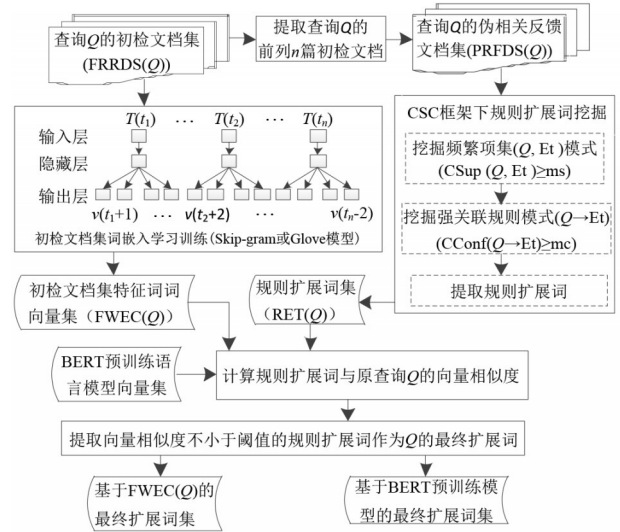 查询Q的初检文档集
(FRRDS(Q))
提取查询Q的
前列n篇初检文档
查询Q的伪相关反馈
文档集(PRFDS(Q))
T(t₁) … T(t₂) … T(tₙ)
输入层
隐藏层
输出层
v(t₁+1) … v(t₂+2) … v(tₙ-2)
初检文档集词嵌入学习训练(Skip-gram或Glove模型)
CSC框架下规则扩展词挖掘
挖掘频繁项集(Q, Et )模式
(CSup (Q, Et )≥ms)
挖掘强关联规则模式(Q→Et)
(CConf(Q→Et)≥mc)
提取规则扩展词
初检文档集特征词词
向量集（FWEC(Q)）
规则扩展词集
（RET(Q)）
BERT预训练语
言模型向量集
计算规则扩展词与原查询Q的向量相似度
提取向量相似度不小于阈值的规则扩展词作为Q的最终扩展词
基于FWEC(Q)的
最终扩展词集
基于BERT预训练模
型的最终扩展词集